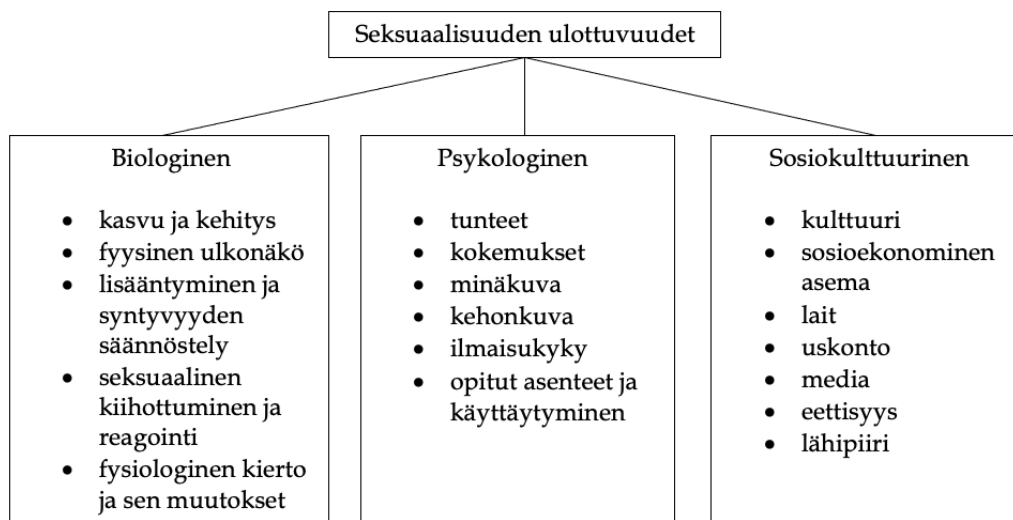 Seksuaalisuuden ulottuvuudet
Biologinen
• kasvu ja kehitys
• fyysinen ulkonäkö
• lisääntyminen ja
syntyvyyden
säännöstely
• seksuaalinen
kiihottuminen ja
reagointi
• fysiologinen kierto
ja sen muutokset
Psykologinen
• tunteet
• kokemukset
• minäkuva
• kehonkuva
• ilmaisukyky
• opitut asenteet ja
käyttäytyminen
Sosiokulttuurinen
• kulttuuri
• sosioekonominen
asema
• lait
• uskonto
• media
• eettisyys
• lähipiiri